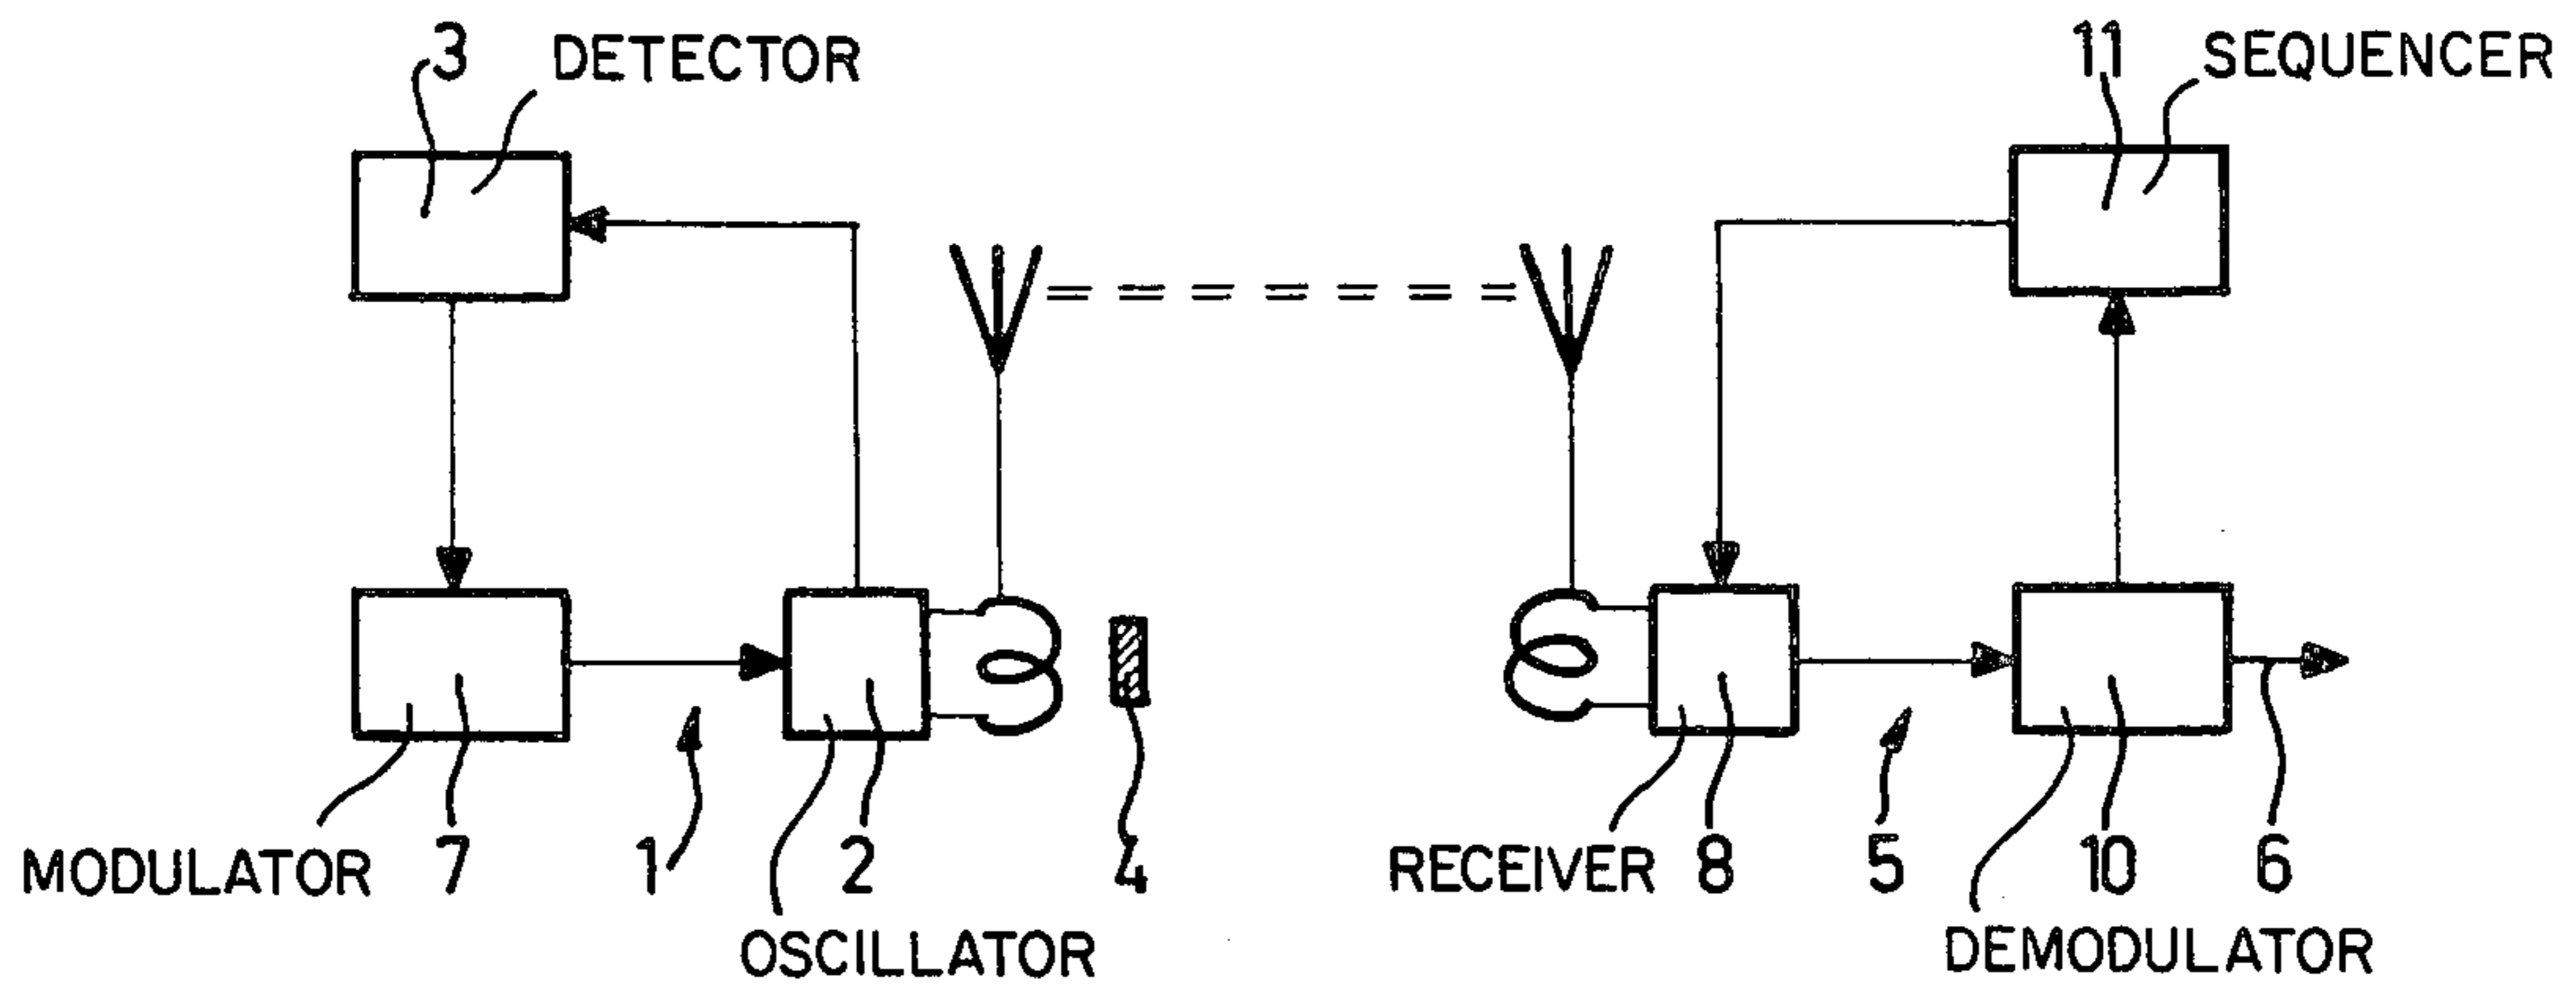 3 DETECTOR
11 SEQUENCER
MODULATOR 7 1 2 4 RECEIVER 8 5 10 6
OSCILLATOR DEMODULATOR